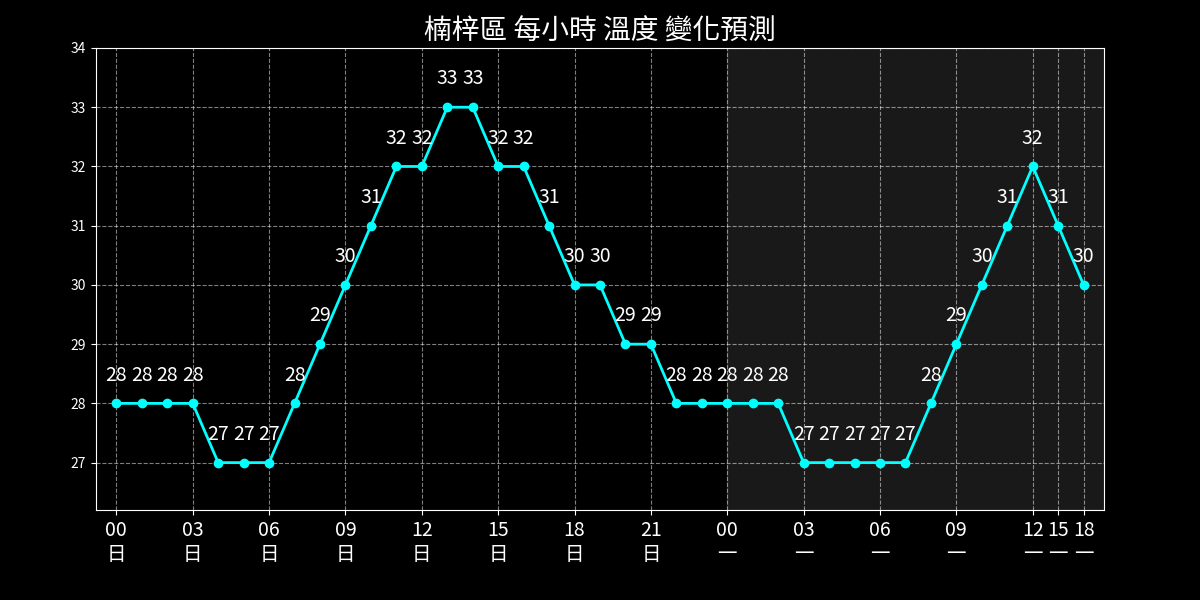 楠梓區 每小時 溫度 變化預測
34
33 33
33
32 32 32 32 32
32
31 31 31 31
31
30 30 30 30 30
30
29 29 29 29
29
28 28 28 28 28 28 28 28 28 28 28
28
27 27 27 27 27 27 27 27
27
00 03 06 09 12 15 18 21 00 03 06 09 12 15 18
日 日 日 日 日 日 日 日 一 一 一 一 一 一 一